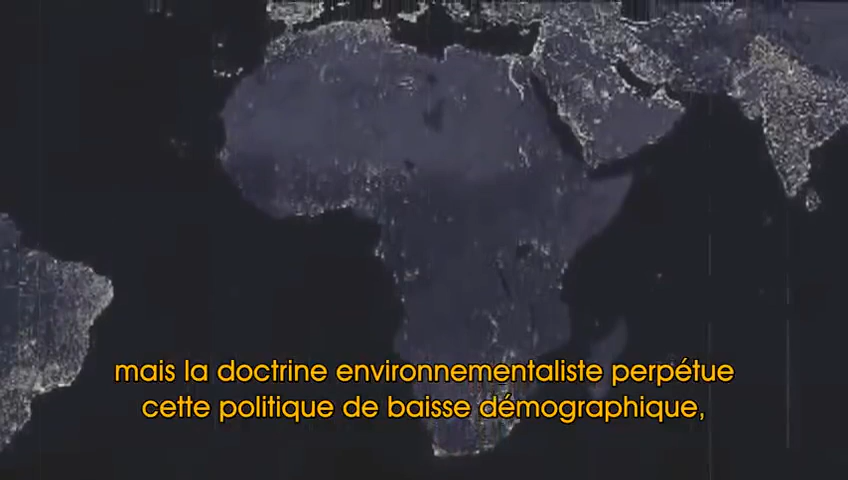 mais la doctrine environnementaliste perpétue
cette politique de baisse démographique,